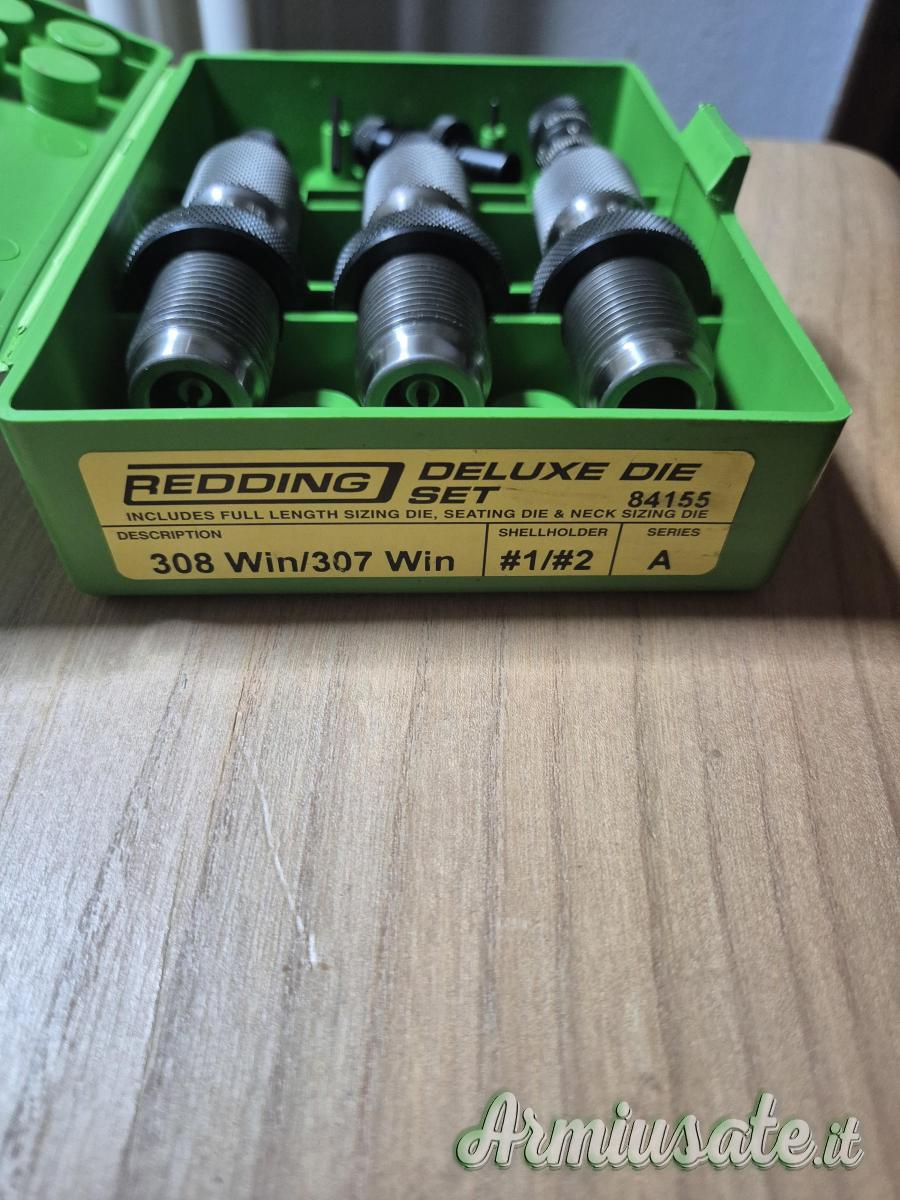 REDDING DELUXE DIE SET 84155
INCLUDES FULL LENGTH SIZING DIE, SEATING DIE & NECK SIZING DIE
DESCRIPTION SHELLHOLDER SERIES
308 Win/307 Win #1/#2 A
Armiusate.it